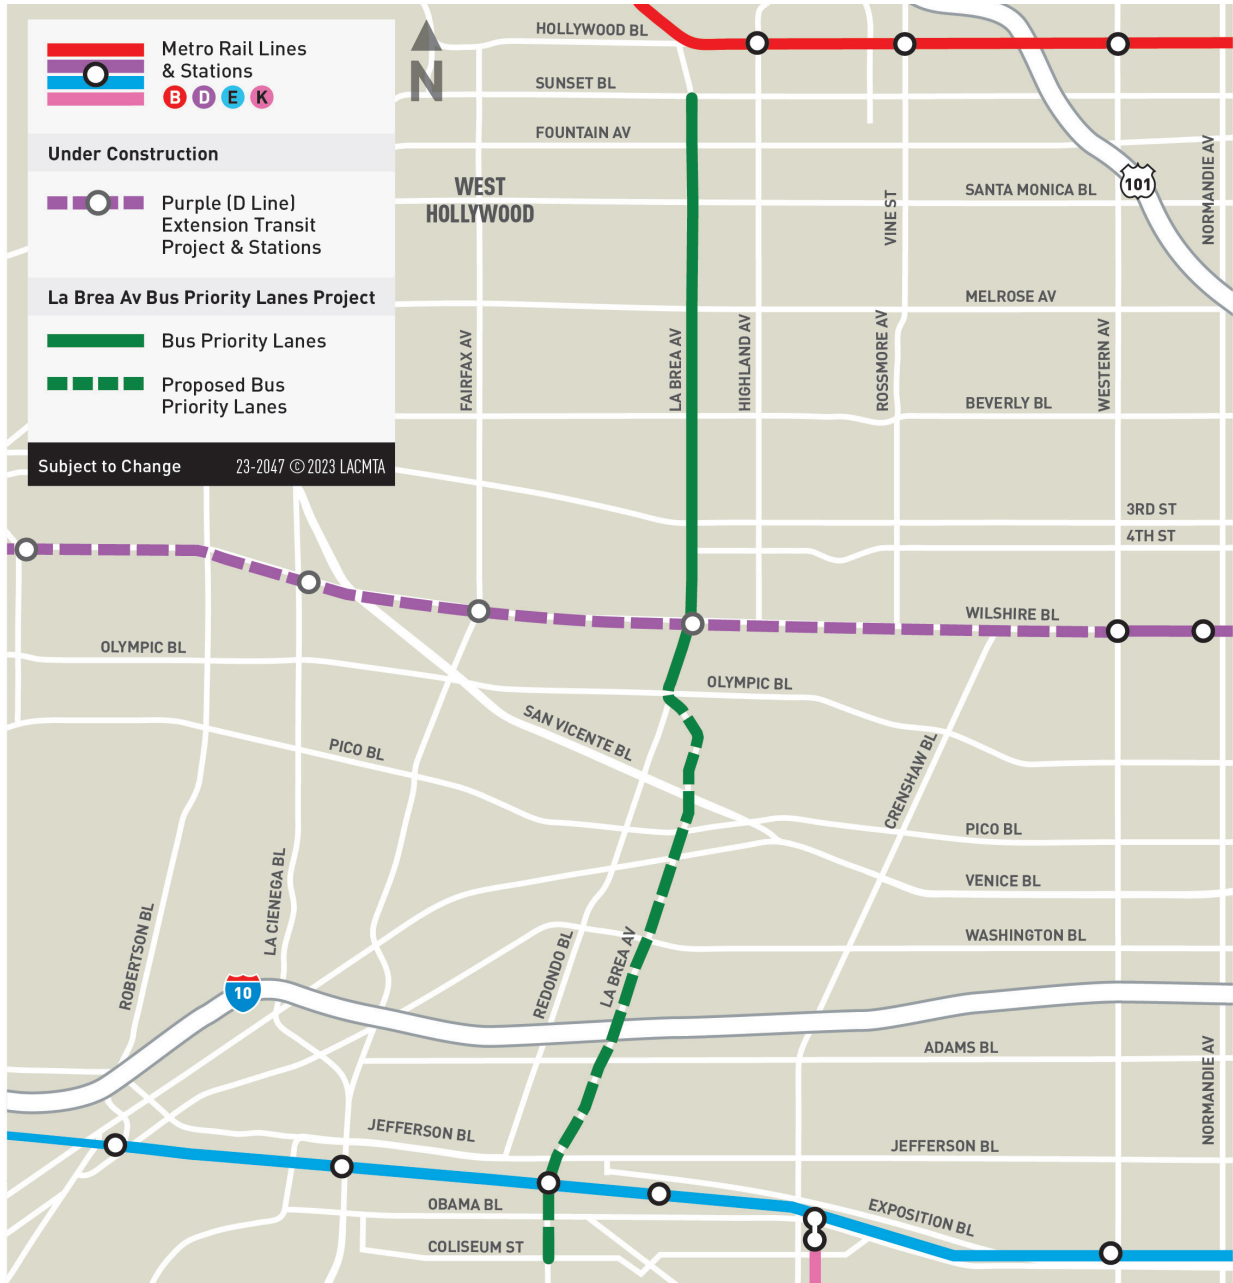 Metro Rail Lines
& Stations
B D E K
Under Construction
Purple (D Line)
Extension Transit
Project & Stations
La Brea Av Bus Priority Lanes Project
Bus Priority Lanes
Proposed Bus
Priority Lanes
Subject to Change 23-2047 © 2023 LACMTA
N
HOLLYWOOD BL
SUNSET BL
FOUNTAIN AV
WEST
HOLLYWOOD
SANTA MONICA BL
101
NORMANDIE AV
VINE ST
MELROSE AV
FAIRFAX AV
LA BREA AV
HIGHLAND AV
ROSSMORE AV
WESTERN AV
BEVERLY BL
3RD ST
4TH ST
WILSHIRE BL
OLYMPIC BL
OLYMPIC BL
SAN VICENTE BL
PICO BL
CRENSHAW BL
PICO BL
VENICE BL
WASHINGTON BL
ROBERTSON BL
LA CIENEGA BL
REDONDO BL
LA BREA AV
10
ADAMS BL
NORMANDIE AV
JEFFERSON BL
JEFFERSON BL
OBAMA BL
EXPOSITION BL
COLISEUM ST